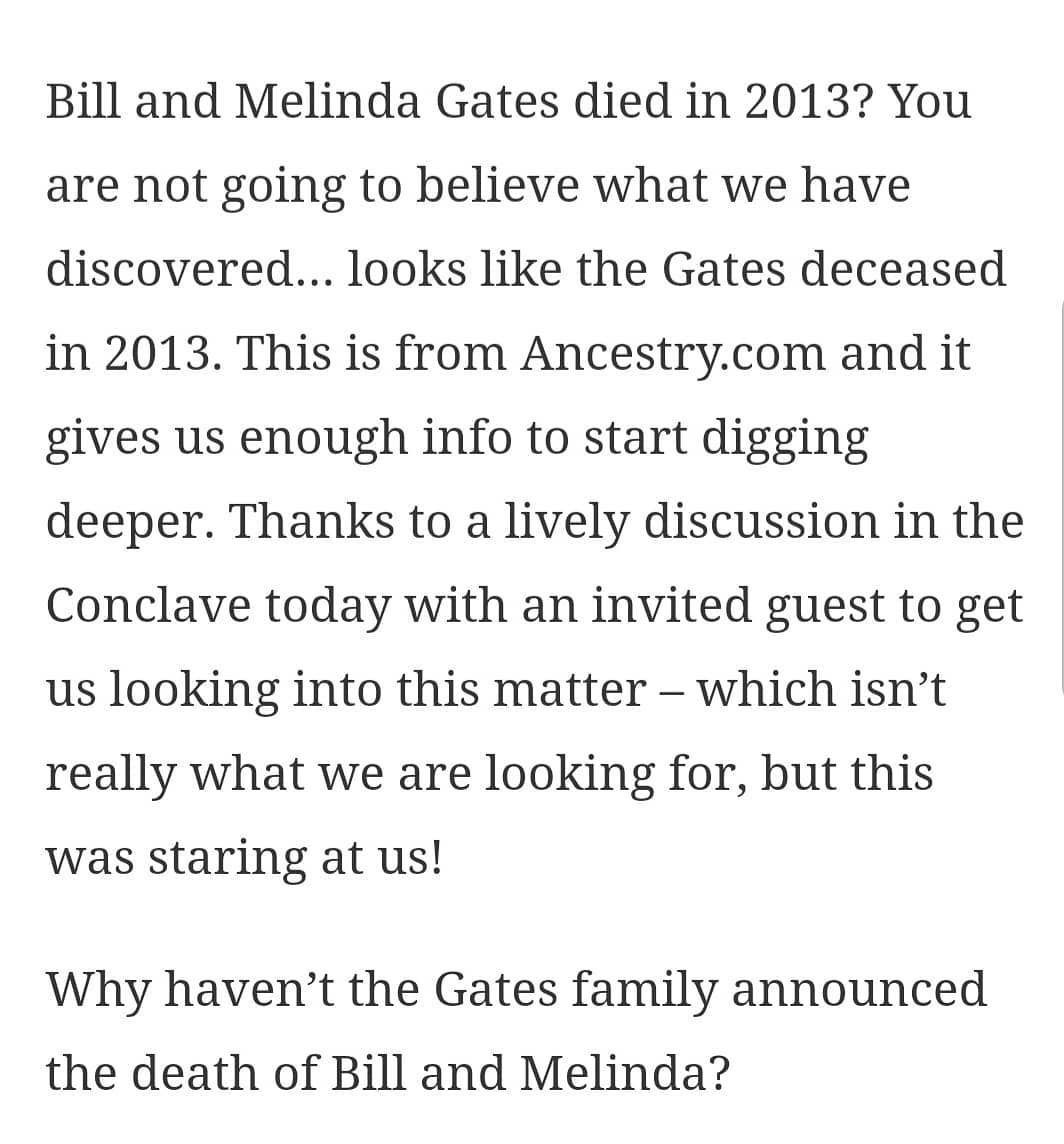 Bill and Melinda Gates died in 2013? You
are not going to believe what we have
discovered… looks like the Gates deceased
in 2013. This is from Ancestry.com and it
gives us enough info to start digging
deeper. Thanks to a lively discussion in the
Conclave today with an invited guest to get
us looking into this matter – which isn’t
really what we are looking for, but this
was staring at us!
Why haven’t the Gates family announced
the death of Bill and Melinda?